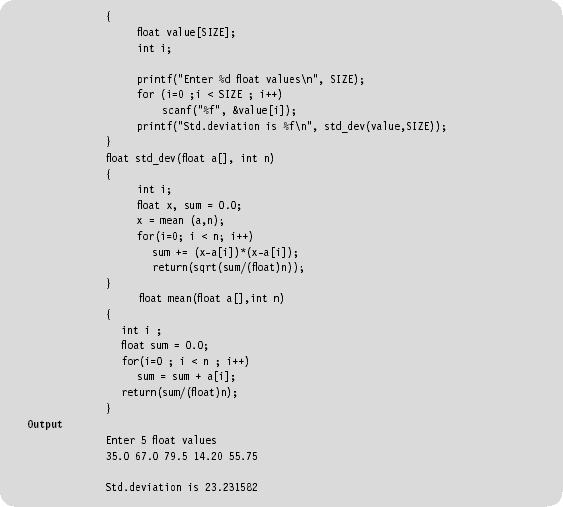 {
float value[SIZE];
int i;
printf("Enter %d float values\n", SIZE);
for (i=0 ;i < SIZE ; i++)
scanf("%f", &value[i]);
printf("Std.deviation is %f\n", std_dev(value,SIZE));
}
float std_dev(float a[], int n)
{
int i;
float x, sum = 0.0;
x = mean (a,n);
for(i=0; i < n; i++)
sum += (x-a[i])*(x-a[i]);
return(sqrt(sum/(float)n));
}
float mean(float a[],int n)
{
int i ;
float sum = 0.0;
for(i=0 ; i < n ; i++)
sum = sum + a[i];
return(sum/(float)n);
}
Output
Enter 5 float values
35.0 67.0 79.5 14.20 55.75
Std.deviation is 23.231582